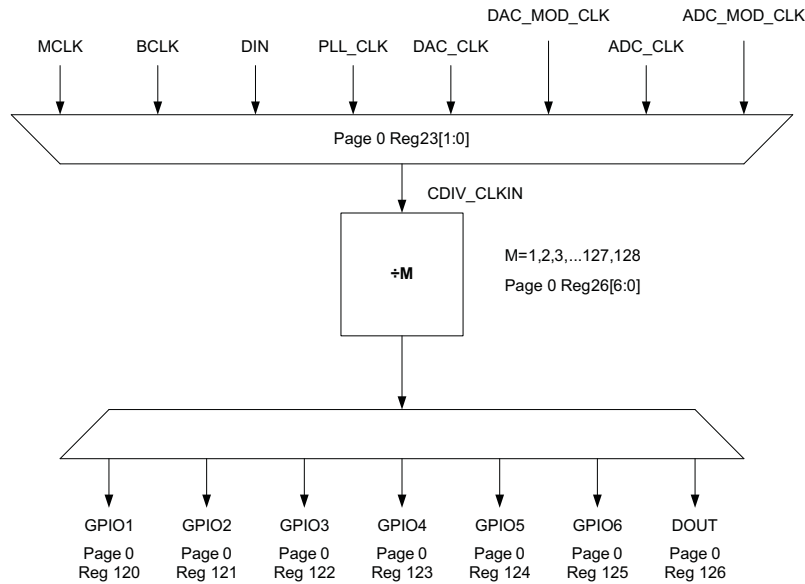 DAC_MOD_CLK
ADC_MOD_CLK
MCLK
BCLK
DIN
PLL_CLK
DAC_CLK
ADC_CLK
Page 0 Reg23[1:0]
CDIV_CLKIN
÷M
M=1,2,3,...127,128
Page 0 Reg26[6:0]
GPIO1
GPIO2
GPIO3
GPIO4
GPIO5
GPIO6
DOUT
Page 0
Reg 120
Page 0
Reg 121
Page 0
Reg 122
Page 0
Reg 123
Page 0
Reg 124
Page 0
Reg 125
Page 0
Reg 126